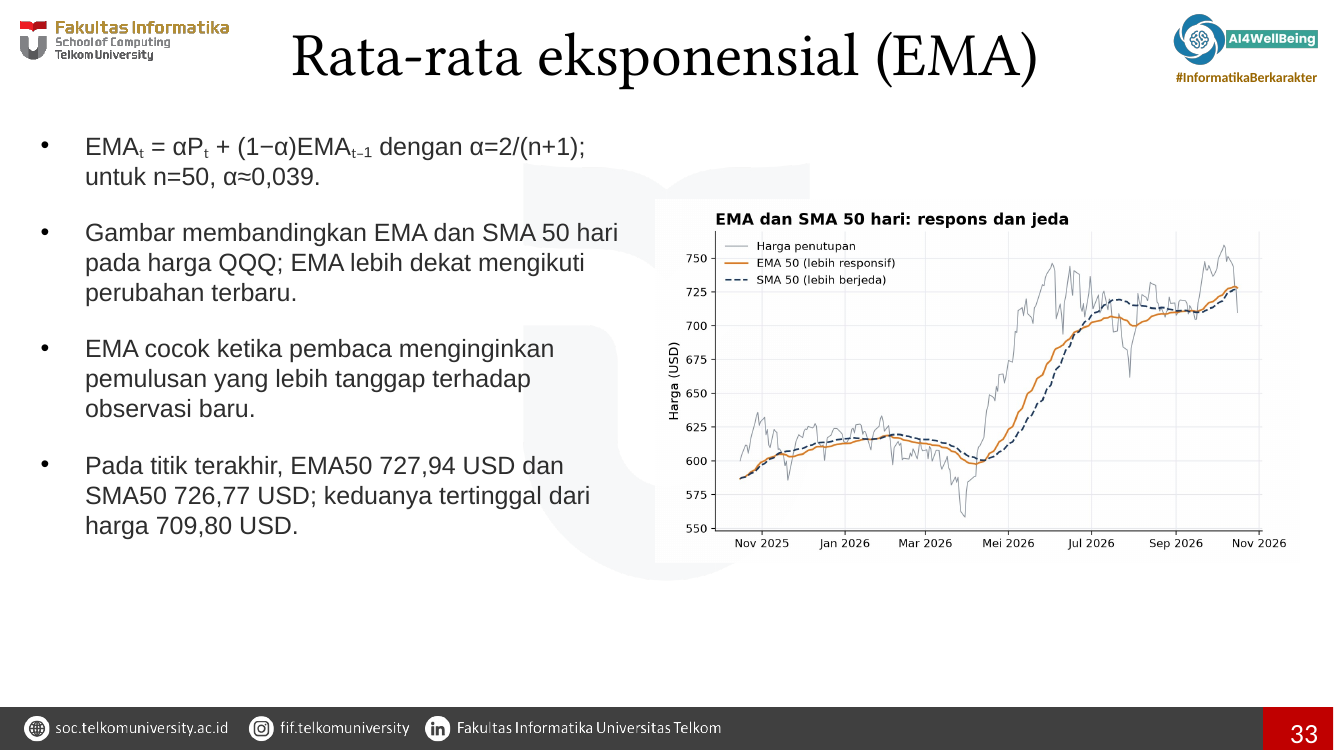 Fakultas Informatika
School of Computing
Telkom University
Rata-rata eksponensial (EMA)
AI4WellBeing
#InformatikaBerkarakter
• EMAₜ = αPₜ + (1−α)EMAₜ₋₁ dengan α=2/(n+1);
untuk n=50, α≈0,039.
• Gambar membandingkan EMA dan SMA 50 hari
pada harga QQQ; EMA lebih dekat mengikuti
perubahan terbaru.
• EMA cocok ketika pembaca menginginkan
pemulusan yang lebih tanggap terhadap
observasi baru.
• Pada titik terakhir, EMA50 727,94 USD dan
SMA50 726,77 USD; keduanya tertinggal dari
harga 709,80 USD.
EMA dan SMA 50 hari: respons dan jeda
Harga penutupan
EMA 50 (lebih responsif)
SMA 50 (lebih berjeda)
Harga (USD)
750
725
700
675
650
625
600
575
550
Nov 2025 Jan 2026 Mar 2026 Mei 2026 Jul 2026 Sep 2026 Nov 2026
soc.telkomuniversity.ac.id fif.telkomuniversity Fakultas Informatika Universitas Telkom
33